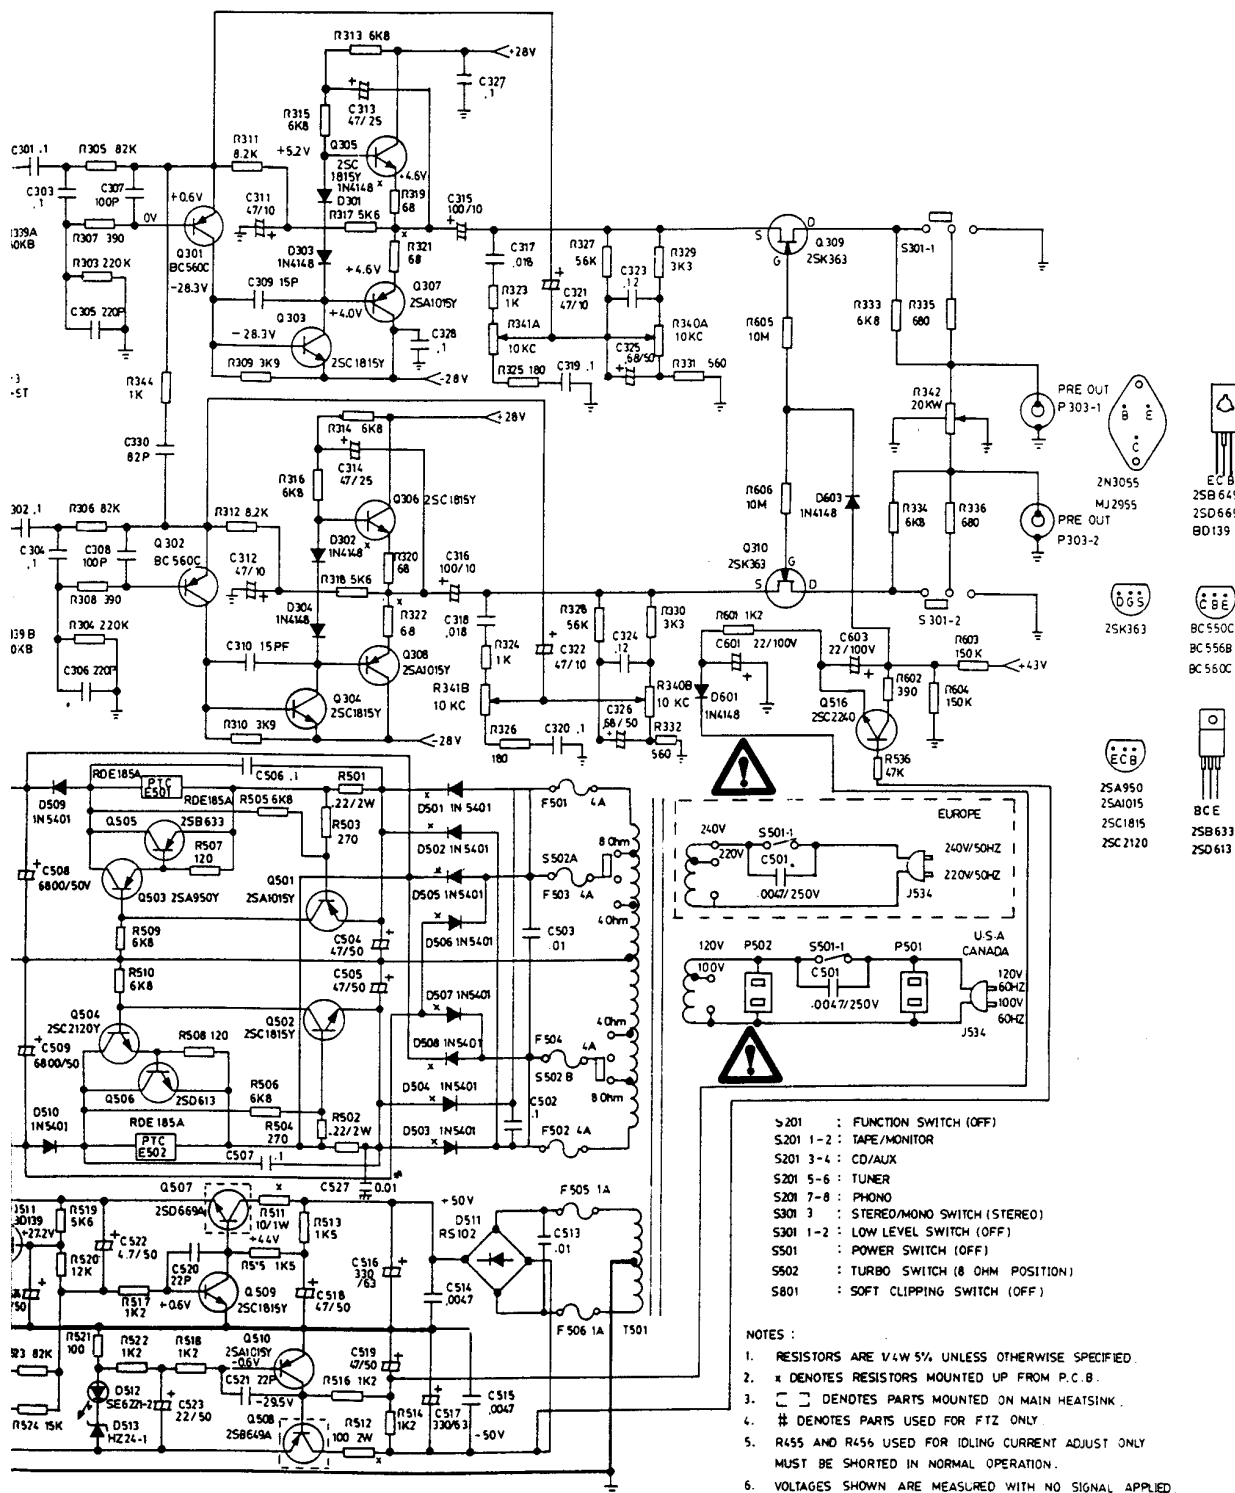 R313 6K8
+28V
C327
.1
C313
47/25
R315
6K8
Q305
2SC
1815Y
+5.2V
1N4148
D301
x
+4.6V
R319
68
C315
100/10
C301 .1
R305 82K
R311
8.2K
C303
.1
C307
100P
+0.6V
0V
C311
47/10
R317 5K6
x
R307 390
Q301
BC560C
D303
1N4148
R321
68
R303 220K
-28.3V
+4.6V
Q307
2SA1015Y
C309 15P
+4.0V
C305 220P
-28.3V
Q303
2SC1815Y
C328
.1
R309 3K9
-28V
C317
.018
R323
1K
R341A
10KC
R325 180
C319 .1
C321
47/10
R327
56K
C323
.12
R329
3K3
R340A
10KC
C325
.68/50
R331 560
S
D
G
Q309
2SK363
S301-1
R333
6K8
R335
680
R605
10M
R342
20KW
PRE OUT
P303-1
R344
1K
C330
82P
-ST
R314
6K8
+28V
C314
47/25
R316
6K8
Q306 2SC1815Y
D302
1N4148
x
R320
68
C316
100/10
302 .1
R306 82K
R312 8.2K
C304
.1
C308
100P
Q302
BC560C
C312
47/10
R318 5K6
x
R308 390
D304
1N4148
R322
68
R304 220K
C310 15PF
Q308
2SA1015Y
C306 220P
Q304
2SC1815Y
R310 3K9
-28V
C318
.018
R324
1K
R341B
10 KC
R326
180
C320 .1
C322
47/10
R328
56K
C324
.12
R330
3K3
R340B
10 KC
C326
.68/50
R332
560
R606
10M
D603
1N4148
Q310
2SK363
G
S
D
R334
6K8
R336
680
PRE OUT
P303-2
S301-2
R601 1K2
C601 22/100V
C603
22/100V
R603
150K
+43V
R602
390
R604
150K
D601
1N4148
Q516
2SC2240
R536
47K
B E
C
2N3055
MJ2955
E C B
BD139
DGS
2SK363
CBE
BC550C
BC556B
BC560C
ECB
2SA950
2SA1015
2SC1815
2SC2120
BCE
2SB633
2SD613
D509
1N5401
RDE185A
PTC
E501
C506 .1
RDE185A
R505 6K8
R501
.22/2W
R503
270
Q505
2SB633
R507
120
C508
6800/50V
Q503 2SA950Y
Q501
2SA1015Y
R509
6K8
C504
47/50
R510
6K8
C505
47/50
Q504
2SC2120Y
Q502
2SC1815Y
C509
6800/50
R508 120
Q506
2SD613
R506
6K8
R504
270
R502
.22/2W
D510
1N5401
RDE185A
PTC
E502
C507 .1
C527 0.01
x D501 1N5401
x
D502 1N5401
x
D505 1N5401
x
D506 1N5401
D507 1N5401
x
D508 1N5401
x
D504 1N5401
D503 x 1N5401
F501 4A
S502A
F503 4A
8 Ohm
4 Ohm
C503
.01
4 Ohm
F504 4A
S502B
8 Ohm
C502
.1
F502 4A
EUROPE
240V
220V
S501-1
C501
.0047/250V
240V/50HZ
220V/50HZ
J534
U.S.A
CANADA
120V
100V
P502
S501-1
C501
.0047/250V
P501
120V
60HZ
100V
60HZ
J534
S201 : FUNCTION SWITCH (OFF)
S201 1-2 : TAPE/MONITOR
S201 3-4 : CD/AUX
S201 5-6 : TUNER
S201 7-8 : PHONO
S301 3 : STEREO/MONO SWITCH (STEREO)
S301 1-2 : LOW LEVEL SWITCH (OFF)
S501 : POWER SWITCH (OFF)
S502 : TURBO SWITCH (8 OHM POSITION)
S801 : SOFT CLIPPING SWITCH (OFF)
Q507
2SD669A
x
R511
10/1W
+44V
R513
1K5
+27.2V
R519
5K6
R520
12K
C522
4.7/50
C520
22P
R515 1K5
R517
1K2
+0.6V
Q509
2SC1815Y
C518
47/50
C516
330
/63
+50V
D511
RS102
C514
.0047
F505 1A
C513
.01
F506 1A
T501
R521
100
R522
1K2
R518
1K2
Q510
2SA1015Y
-0.6V
C521 22P
-29.5V
C519
47/50
R516 1K2
C515
.0047
D512
C523
22/50
D513
HZ24-1
Q508
2SB649A
R512
100 2W
x
R514
1K2
C517
330/63
-50V
R524 15K
NOTES :
1. RESISTORS ARE 1/4W 5% UNLESS OTHERWISE SPECIFIED.
2. x DENOTES RESISTORS MOUNTED UP FROM P.C.B.
3. DENOTES PARTS MOUNTED ON MAIN HEATSINK.
4. # DENOTES PARTS USED FOR FTZ ONLY.
5. R455 AND R456 USED FOR IDLING CURRENT ADJUST ONLY
MUST BE SHORTED IN NORMAL OPERATION.
6. VOLTAGES SHOWN ARE MEASURED WITH NO SIGNAL APPLIED.